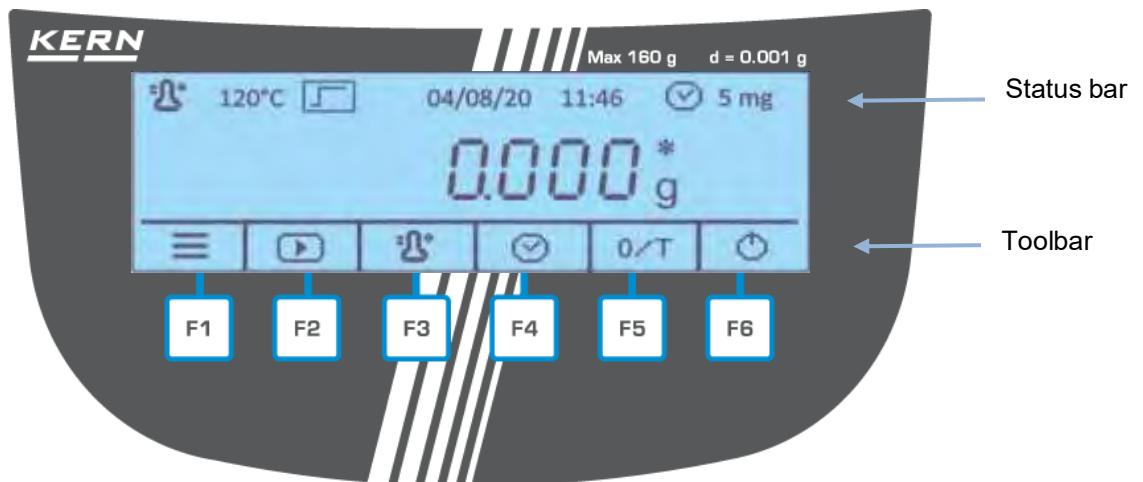 KERN
Max 160 g d = 0.001 g
120°C 04/08/20 11:46 5 mg
Status bar
0.000 * g
0/T
Toolbar
F1 F2 F3 F4 F5 F6